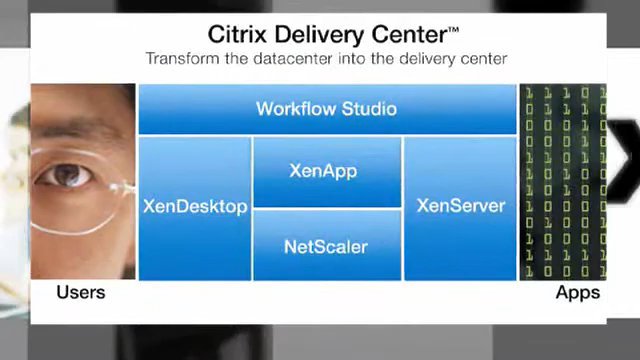 Citrix Delivery Center™
Transform the datacenter into the delivery center
Workflow Studio
XenDesktop
XenApp
NetScaler
XenServer
Users
Apps